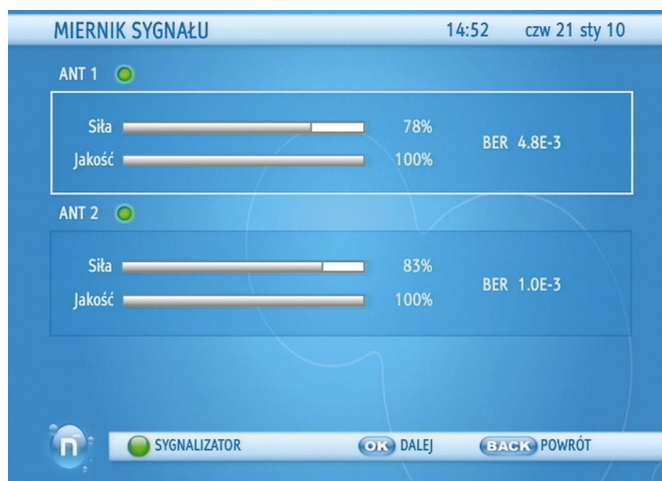 MIERNIK SYGNAŁU 14:52 czw 21 sty 10
ANT 1
Siła 78%
BER 4.8E-3
Jakość 100%
ANT 2
Siła 83%
BER 1.0E-3
Jakość 100%
n SYGNALIZATOR OK DALEJ BACK POWRÓT